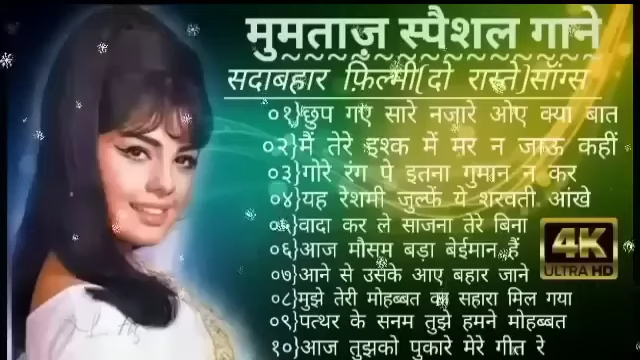 मुमताज़ स्पैशल गाने
सदाबहार फ़िल्मी(दो रास्ते)सॉंग्स
०१}छुप गए सारे नजारे ओए क्या बात
०२}मैं तेरे इश्क में मर न जाऊ कहीं
०३}गोरे रंग पे इतना गुमान न कर
०४}यह रेशमी जुल्फें ये शरवती आंखे
०५}वादा कर ले साजना तेरे बिना
०६}आज मौसम बड़ा बेईमान हैं
०७}आने से उसके आए बहार जाने
०८}मुझे तेरी मोहब्बत का सहारा मिल गया
०९}पत्थर के सनम तुझे हमने मोहब्बत
१०}आज तुझको पुकारे मेरे गीत रे
4K
ULTRA HD